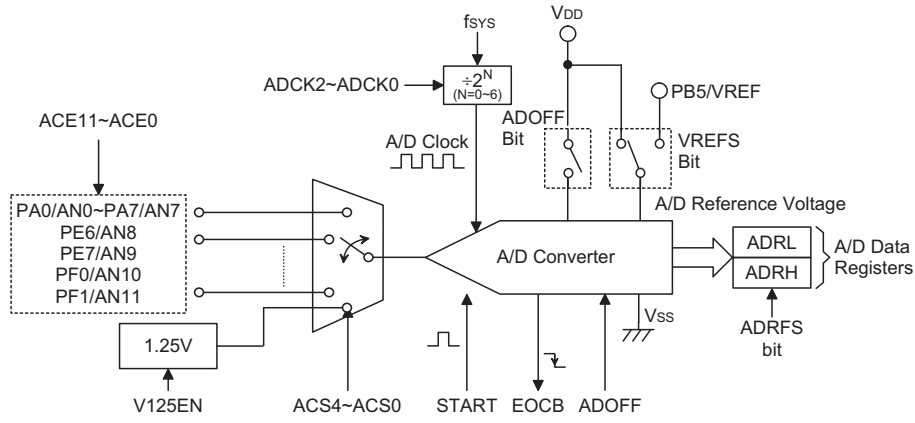 fSYS
VDD
ADCK2~ADCK0
÷2^N
(N=0~6)
PB5/VREF
ACE11~ACE0
A/D Clock
ADOFF
Bit
VREFS
Bit
PA0/AN0~PA7/AN7
PE6/AN8
PE7/AN9
PF0/AN10
PF1/AN11
A/D Reference Voltage
A/D Converter
ADRL
ADRH
A/D Data
Registers
VSS
ADRFS
bit
1.25V
V125EN
ACS4~ACS0
START
EOCB
ADOFF